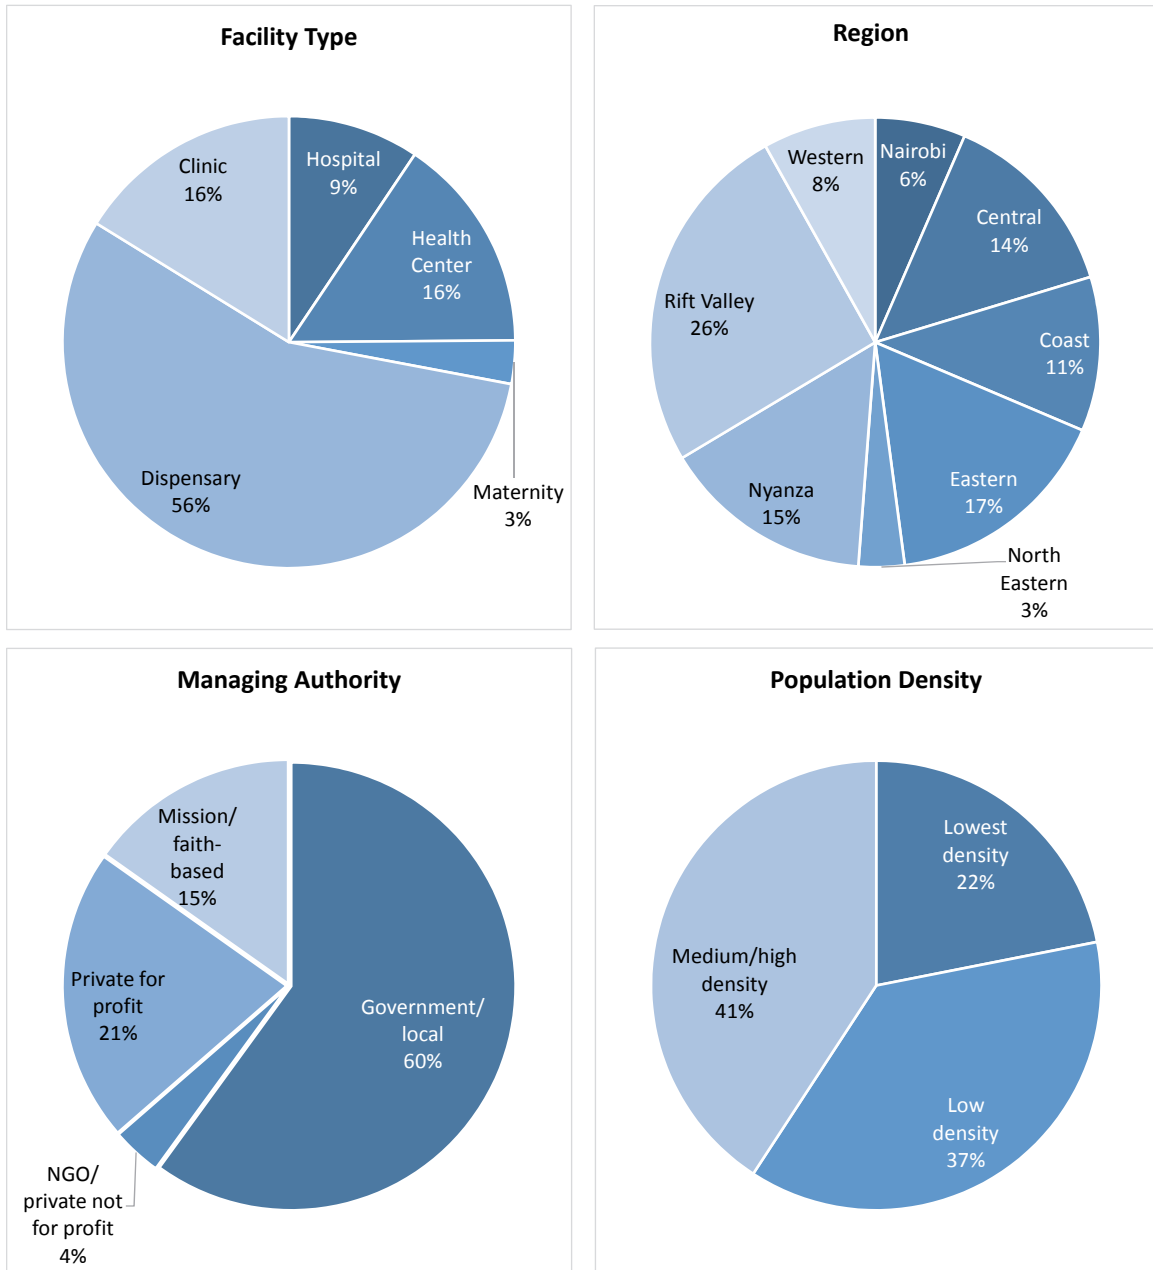 Facility Type
Hospital
9%
Health
Center
16%
Maternity
3%
Dispensary
56%
Clinic
16%
Region
Nairobi
6%
Central
14%
Coast
11%
Eastern
17%
North
Eastern
3%
Nyanza
15%
Rift Valley
26%
Western
8%
Managing Authority
Government/
local
60%
NGO/
private not
for profit
4%
Private for
profit
21%
Mission/
faith-
based
15%
Population Density
Lowest
density
22%
Low
density
37%
Medium/high
density
41%